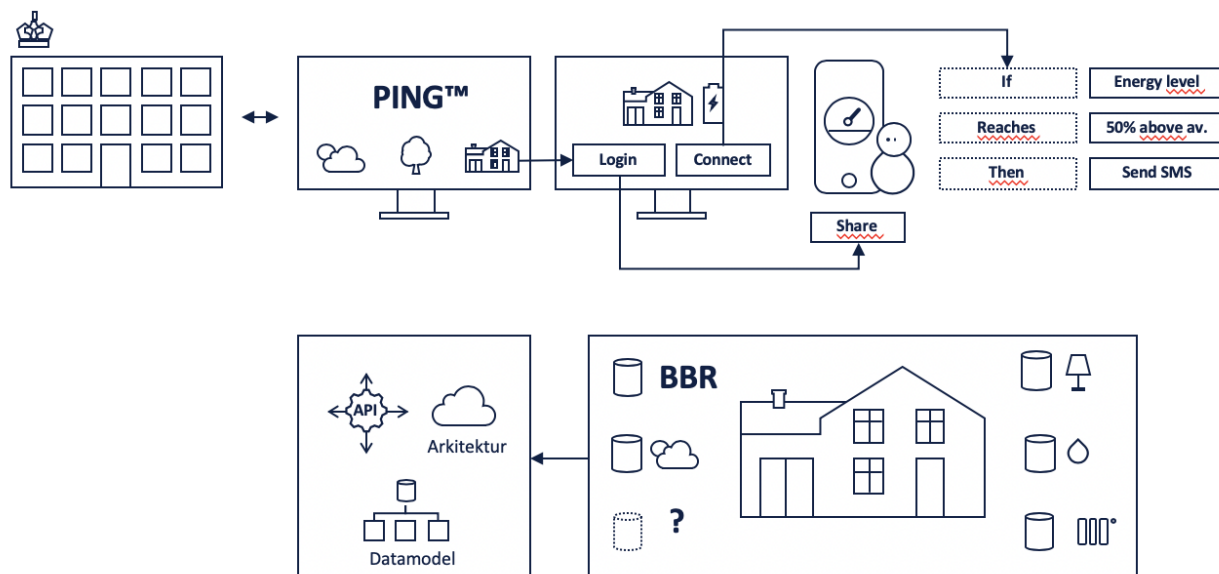 PING™
Login
Connect
Share
If
Energy level
Reaches
50% above av.
Then
Send SMS
API
Arkitektur
Datamodel
BBR
?